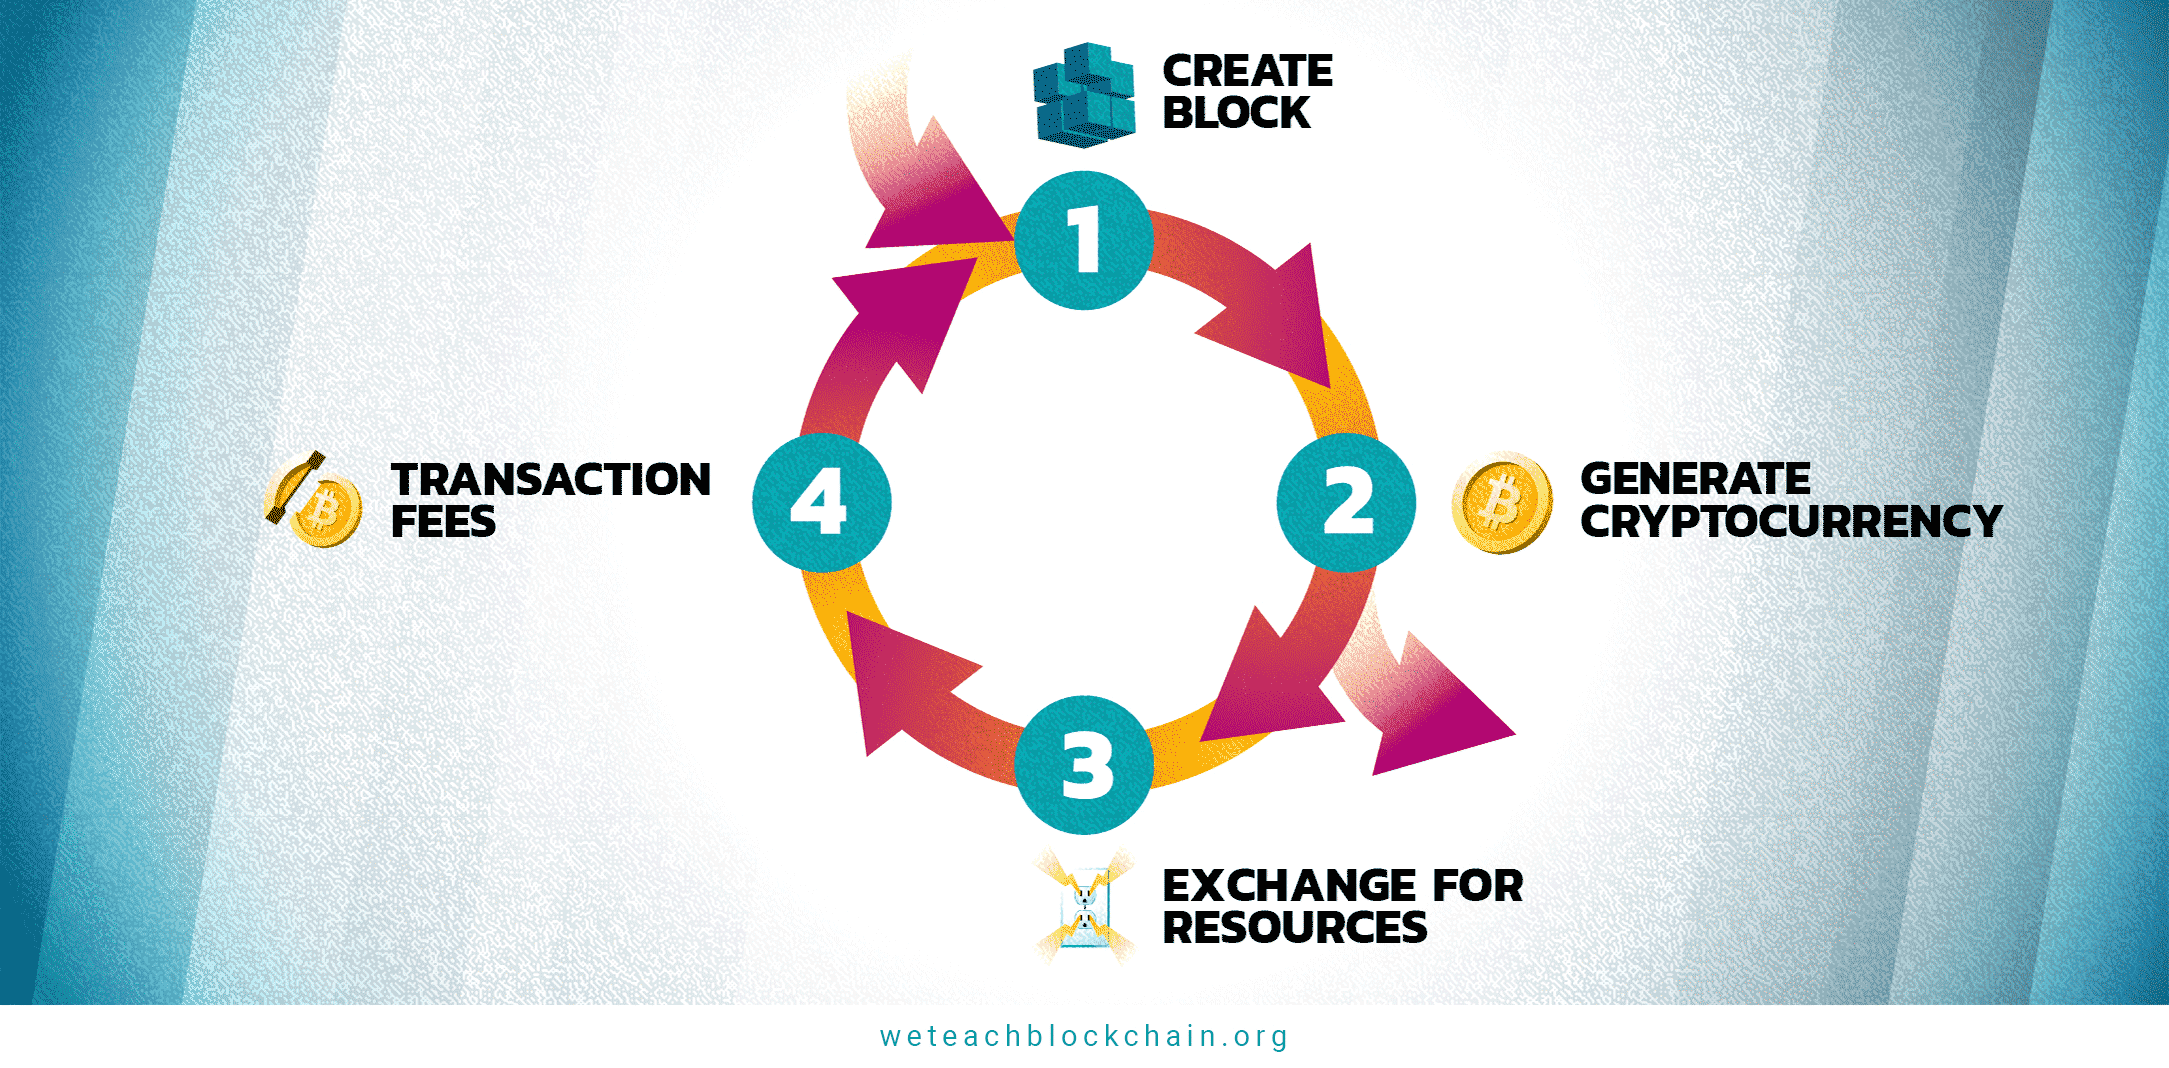 CREATE
BLOCK
1
2
GENERATE
CRYPTOCURRENCY
3
EXCHANGE FOR
RESOURCES
4
TRANSACTION
FEES
weteachblockchain.org